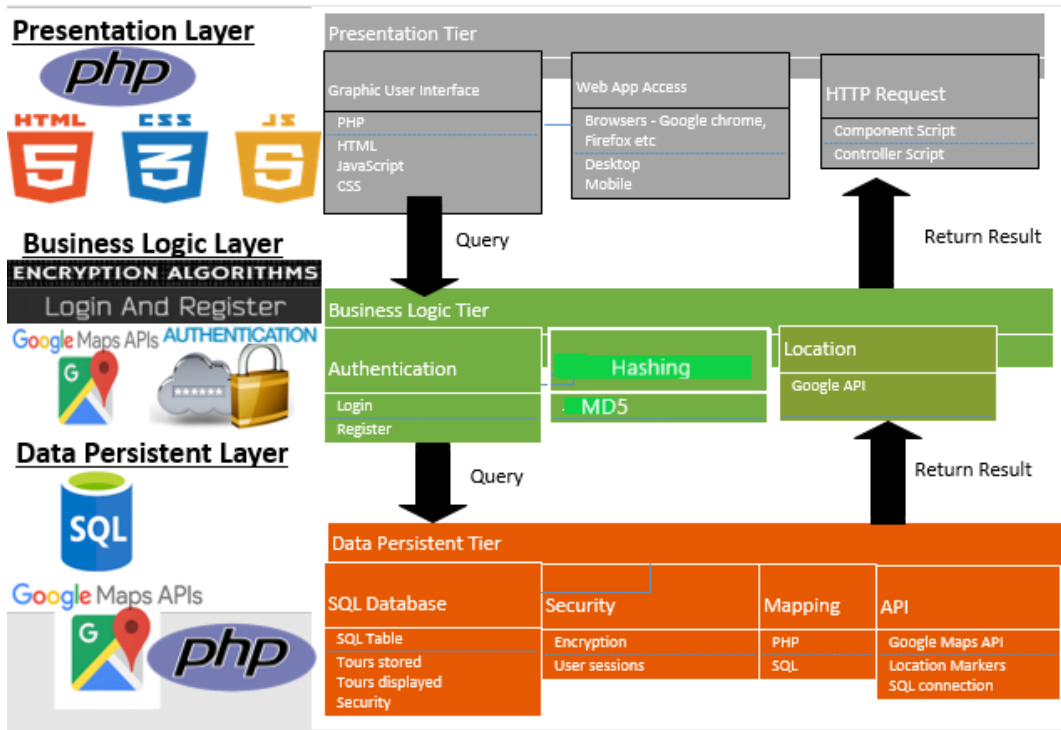 Presentation Layer
php
HTML
5
CSS
3
JS
5
Business Logic Layer
ENCRYPTION ALGORITHMS
Login And Register
Google Maps APIs
AUTHENTICATION
G
******
Data Persistent Layer
SQL
Google Maps APIs
G
php
Presentation Tier
Graphic User Interface
PHP
HTML
JavaScript
CSS
Web App Access
Browsers - Google chrome,
Firefox etc
Desktop
Mobile
HTTP Request
Component Script
Controller Script
Query
Return Result
Business Logic Tier
Authentication
Login
Register
Hashing
MD5
Location
Google API
Query
Return Result
Data Persistent Tier
SQL Database
SQL Table
Tours stored
Tours displayed
Security
Security
Encryption
User sessions
Mapping
PHP
SQL
API
Google Maps API
Location Markers
SQL connection